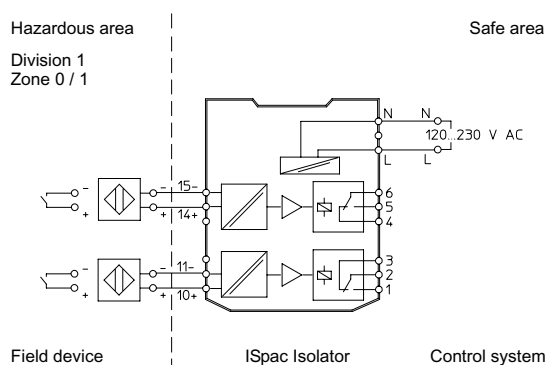 Hazardous area
Safe area
Division 1
Zone 0 / 1
N N
120...230 V AC
L L
- - 15-
+ + 14+
6
5
4
- - 11-
+ + 10+
3
2
1
Field device
ISpac Isolator
Control system